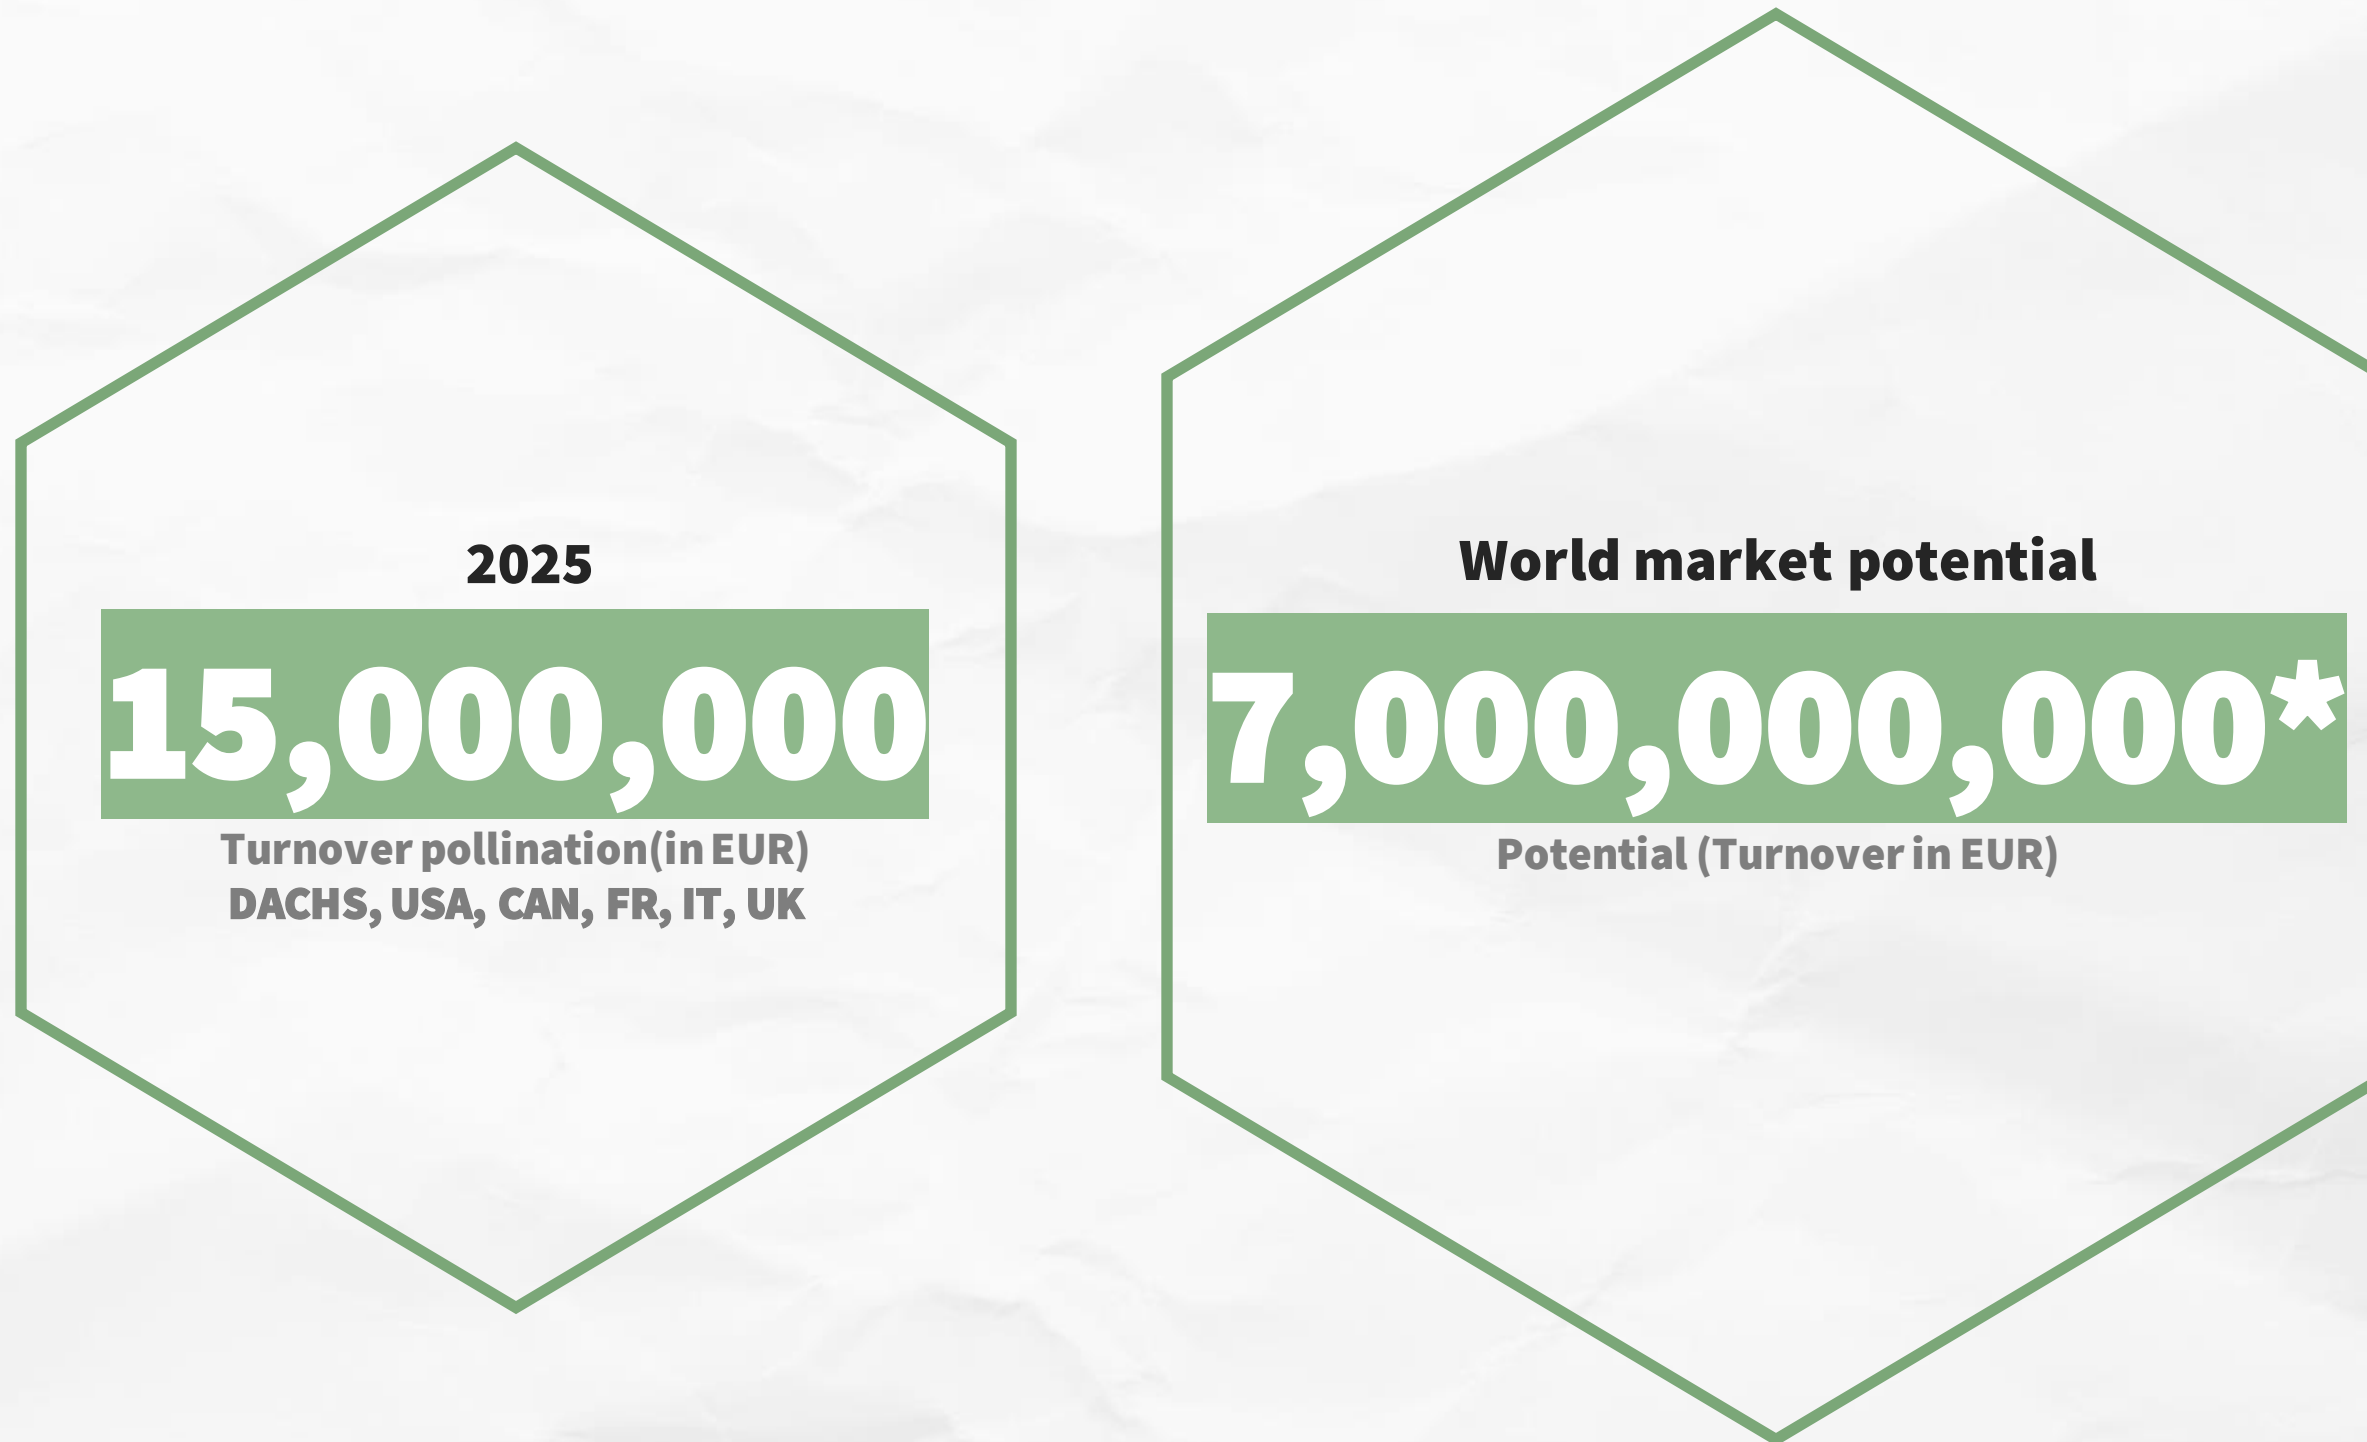 2025
15,000,000
Turnover pollination(in EUR)
DACHS, USA, CAN, FR, IT, UK
World market potential
7,000,000,000*
Potential (Turnover in EUR)